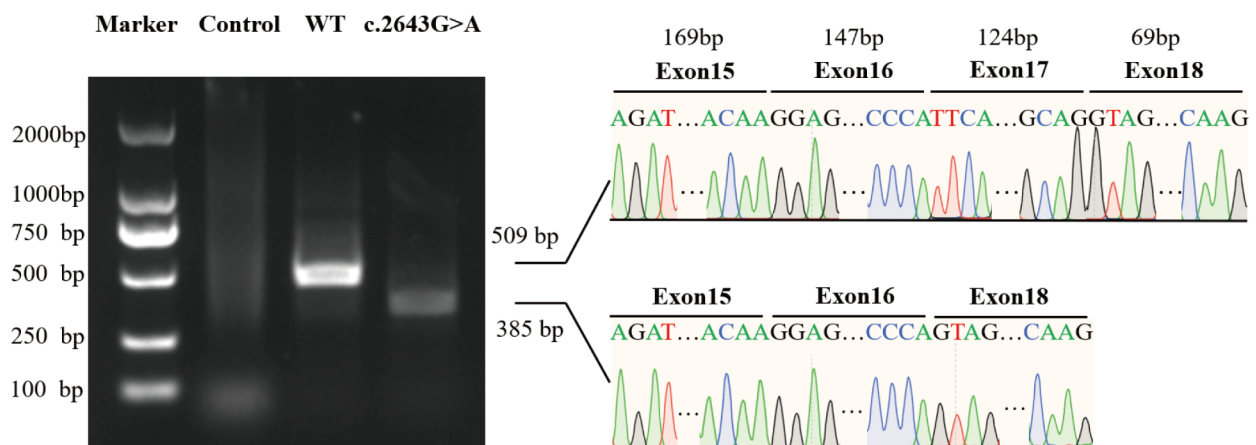 Marker Control WT c.2643G>A
2000bp
1000bp
750 bp
500 bp
250 bp
100 bp
509 bp
385 bp
169bp 147bp 124bp 69bp
Exon15 Exon16 Exon17 Exon18
AGAT...ACAAGGAG...CCCATTCA...GCAGGTAG...CAAG
... ... ... ...
Exon15 Exon16 Exon18
AGAT...ACAAGGAG...CCCAGTAG...CAAG
... ... ...